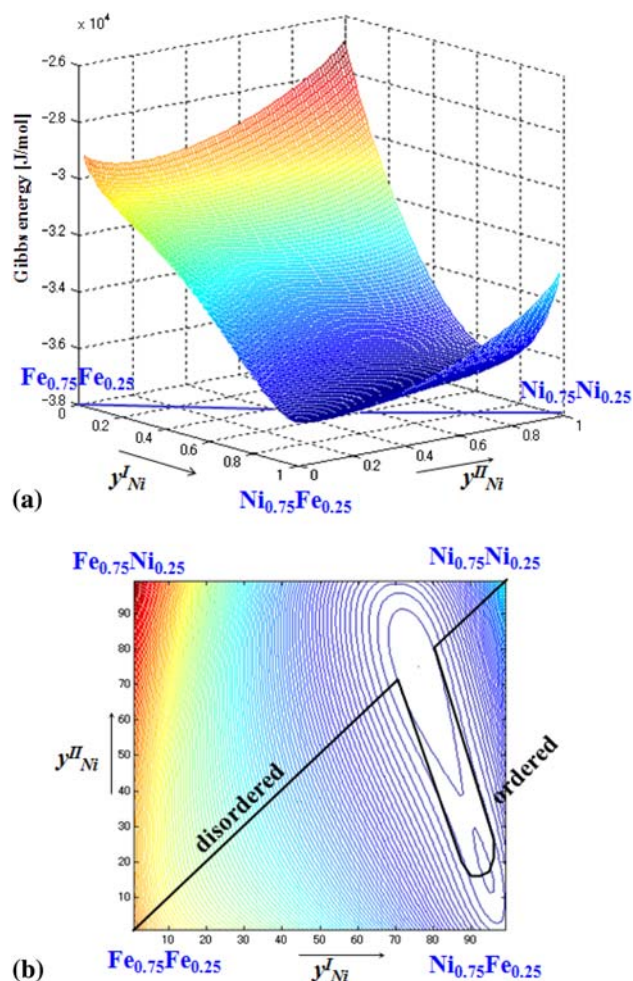 × 10⁴
-2.6
-2.8
-3
-3.2
-3.4
-3.6
-3.8
Gibbs energy [J/mol]
Fe₀.₇₅Fe₀.₂₅
Ni₀.₇₅Ni₀.₂₅
0
0.2
0.4
0.6
0.8
1
0
0.2
0.4
0.6
0.8
1
yᴵNi
yᴵᴵNi
Ni₀.₇₅Fe₀.₂₅
(a)
Fe₀.₇₅Ni₀.₂₅ Ni₀.₇₅Ni₀.₂₅
90
80
70
60
50
40
30
20
10
yᴵᴵNi
disordered
ordered
10 20 30 40 50 60 70 80 90
Fe₀.₇₅Fe₀.₂₅ yᴵNi Ni₀.₇₅Fe₀.₂₅
(b)